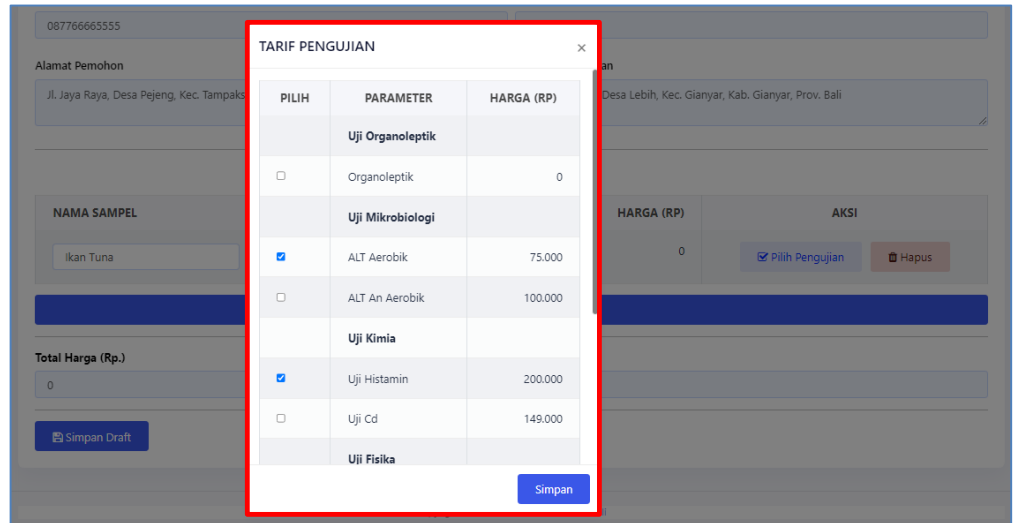 087766665555
TARIF PENGUJIAN ×
Alamat Pemohon
an
Jl. Jaya Raya, Desa Pejeng, Kec. Tampaks
Desa Lebih, Kec. Gianyar, Kab. Gianyar, Prov. Bali
PILIH PARAMETER HARGA (RP)
Uji Organoleptik
Organoleptik 0
Uji Mikrobiologi
ALT Aerobik 75.000
ALT An Aerobik 100.000
Uji Kimia
Uji Histamin 200.000
Uji Cd 149.000
Uji Fisika
Simpan
NAMA SAMPEL HARGA (RP) AKSI
Ikan Tuna 0 Pilih Pengujian Hapus
Total Harga (Rp.)
0
Simpan Draft